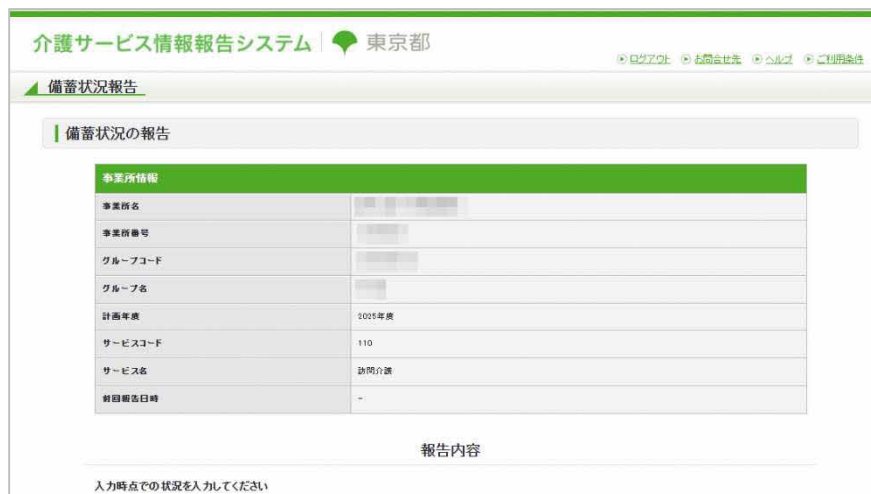 介護サービス情報報告システム 東京都
ログアウト お問合せ先 ヘルプ ご利用条件
備蓄状況報告
備蓄状況の報告
事業所情報
事業所名
事業所番号
グループコード
グループ名
計画年度 2025年度
サービスコード 110
サービス名 訪問介護
前回報告日時 -
報告内容
入力時点での状況を入力してください